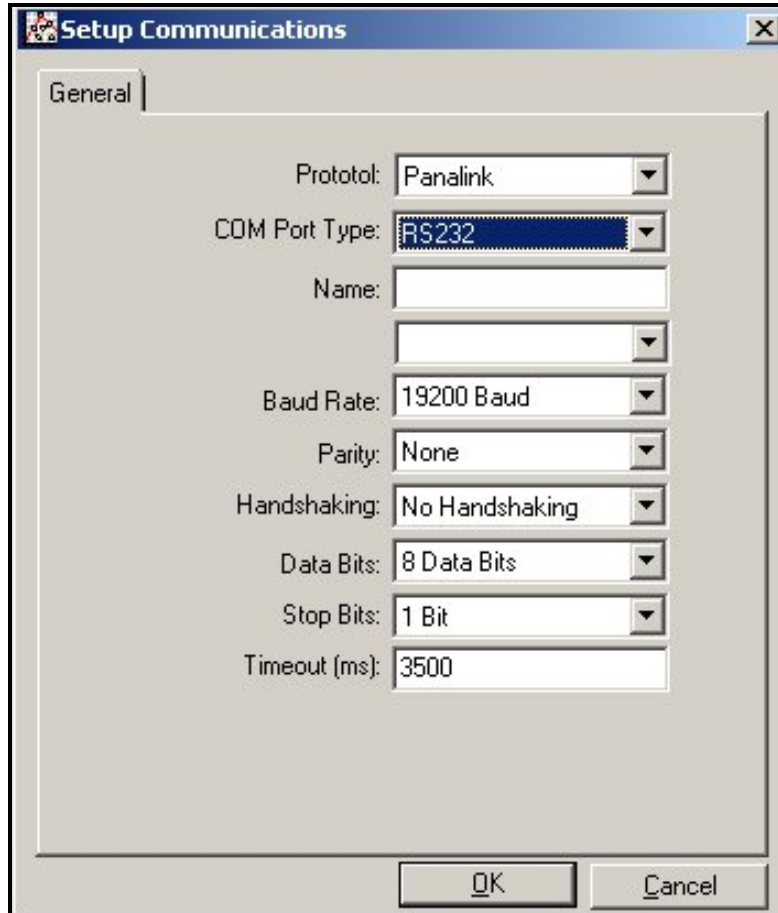 Setup Communications
General
Prototol: Panalink
COM Port Type: RS232
Name:
Baud Rate: 19200 Baud
Parity: None
Handshaking: No Handshaking
Data Bits: 8 Data Bits
Stop Bits: 1 Bit
Timeout (ms): 3500
OK Cancel